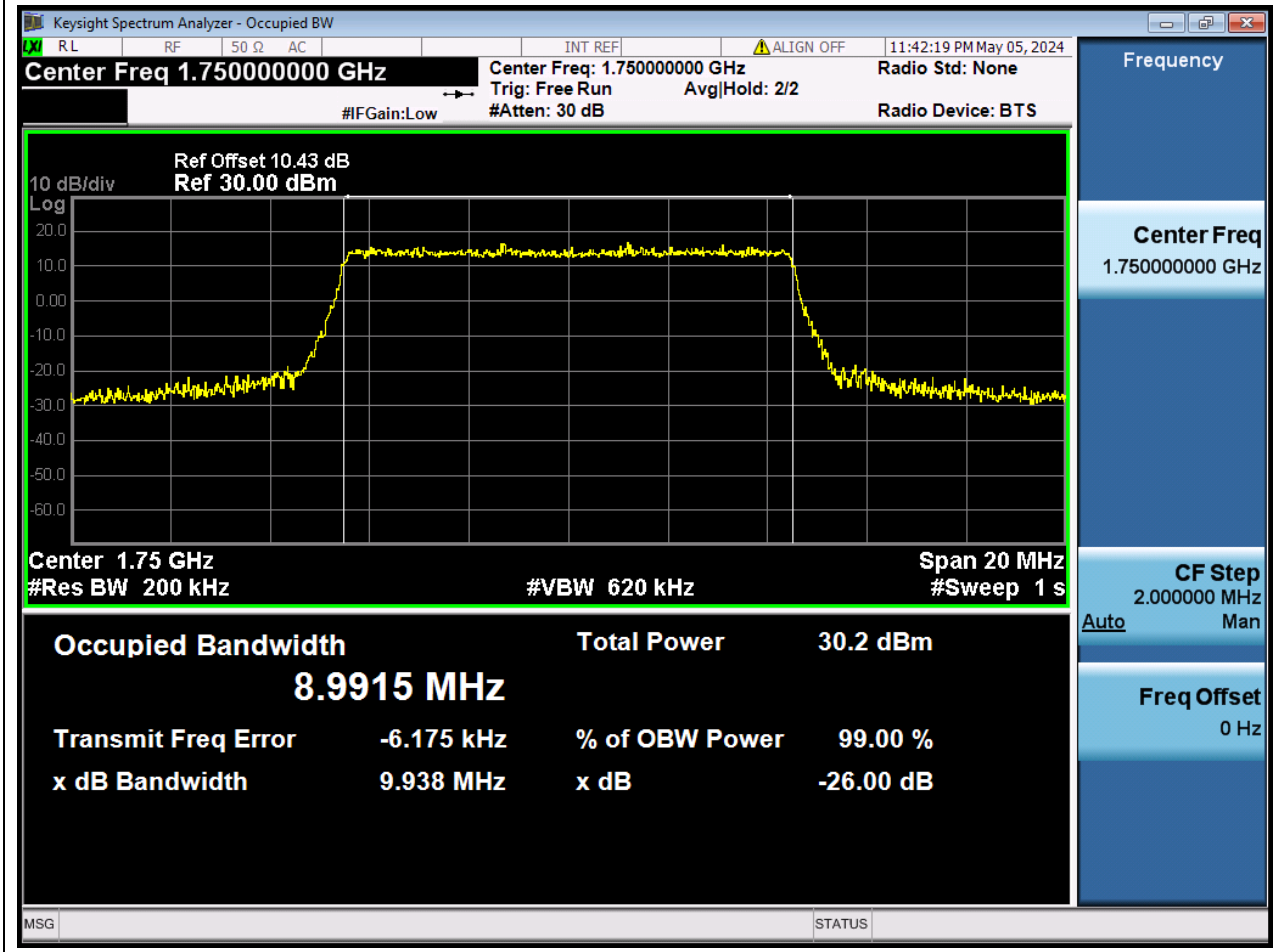 Keysight Spectrum Analyzer - Occupied BW
LXI RL RF 50 Ω AC INT REF ALIGN OFF 11:42:19 PM May 05, 2024
Center Freq 1.750000000 GHz Center Freq: 1.750000000 GHz Radio Std: None
Trig: Free Run Avg|Hold: 2/2
#IFGain:Low #Atten: 30 dB Radio Device: BTS
Frequency
Ref Offset 10.43 dB
10 dB/div Ref 30.00 dBm
Log
20.0
10.0
0.00
-10.0
-20.0
-30.0
-40.0
-50.0
-60.0
Center 1.75 GHz Span 20 MHz
#Res BW 200 kHz #VBW 620 kHz #Sweep 1 s
Center Freq
1.750000000 GHz
CF Step
2.000000 MHz
Auto Man
Freq Offset
0 Hz
Occupied Bandwidth Total Power 30.2 dBm
8.9915 MHz
Transmit Freq Error -6.175 kHz % of OBW Power 99.00 %
x dB Bandwidth 9.938 MHz x dB -26.00 dB
MSG STATUS